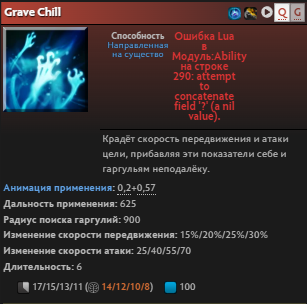 Grave Chill
Q G
Способность
Направленная
на существо
Ошибка Lua
в
Модуль:Ability
на строке
290: attempt
to
concatenate
field '?' (a nil
value).
Крадёт скорость передвижения и атаки
цели, прибавляя эти показатели себе и
гаргульям неподалёку.
Анимация применения: 0,2+0,57
Дальность применения: 625
Радиус поиска гаргулий: 900
Изменение скорости передвижения: 15%/20%/25%/30%
Изменение скорости атаки: 25/40/55/70
Длительность: 6
17/15/13/11 ( 14/12/10/8) 100